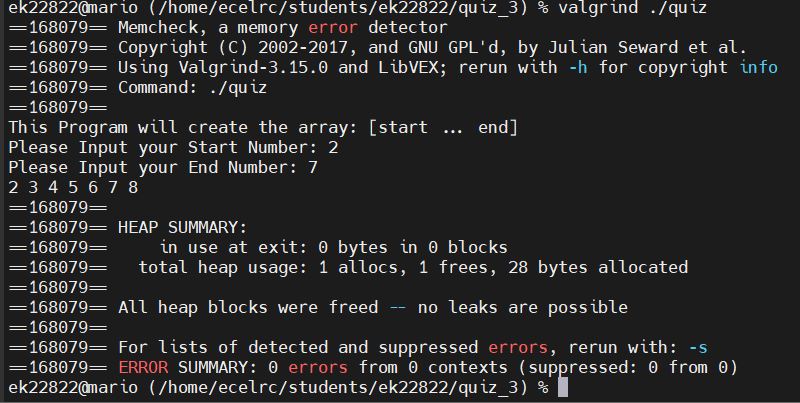 ek22822@mario (/home/ecelrc/students/ek22822/quiz_3) % valgrind ./quiz
==168079== Memcheck, a memory error detector
==168079== Copyright (C) 2002-2017, and GNU GPL'd, by Julian Seward et al.
==168079== Using Valgrind-3.15.0 and LibVEX; rerun with -h for copyright info
==168079== Command: ./quiz
==168079==
This Program will create the array: [start ... end]
Please Input your Start Number: 2
Please Input your End Number: 7
2 3 4 5 6 7 8
==168079==
==168079== HEAP SUMMARY:
==168079==     in use at exit: 0 bytes in 0 blocks
==168079==   total heap usage: 1 allocs, 1 frees, 28 bytes allocated
==168079==
==168079== All heap blocks were freed -- no leaks are possible
==168079==
==168079== For lists of detected and suppressed errors, rerun with: -s
==168079== ERROR SUMMARY: 0 errors from 0 contexts (suppressed: 0 from 0)
ek22822@mario (/home/ecelrc/students/ek22822/quiz_3) %